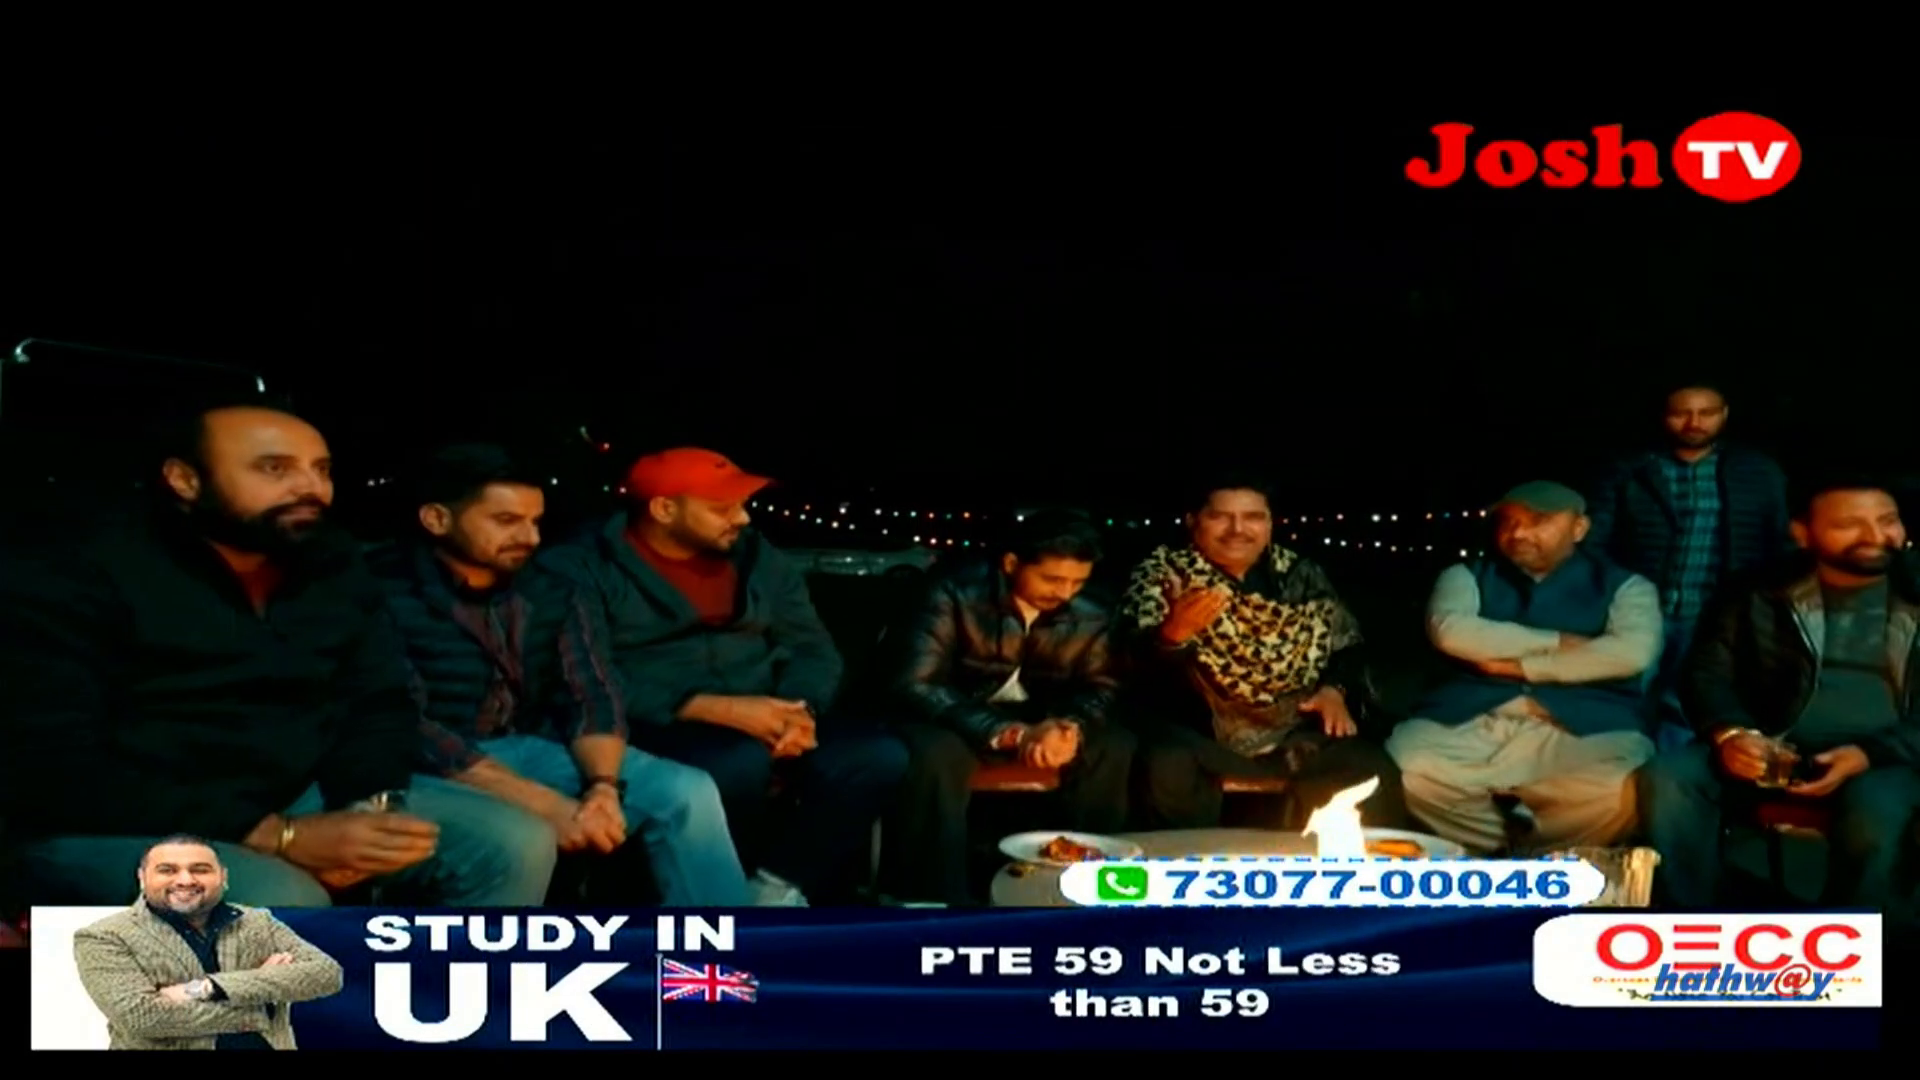 Josh TV
73077-00046
STUDY IN
UK
PTE 59 Not Less
than 59
OECC
hathw@y